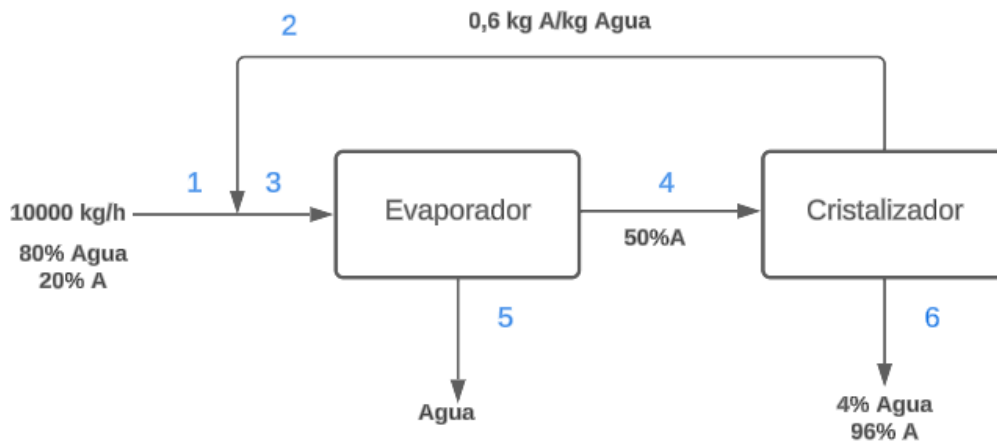 2
0,6 kg A/kg Agua
1
3
4
10000 kg/h
Evaporador
Cristalizador
80% Agua
20% A
50%A
5
6
Agua
4% Agua
96% A